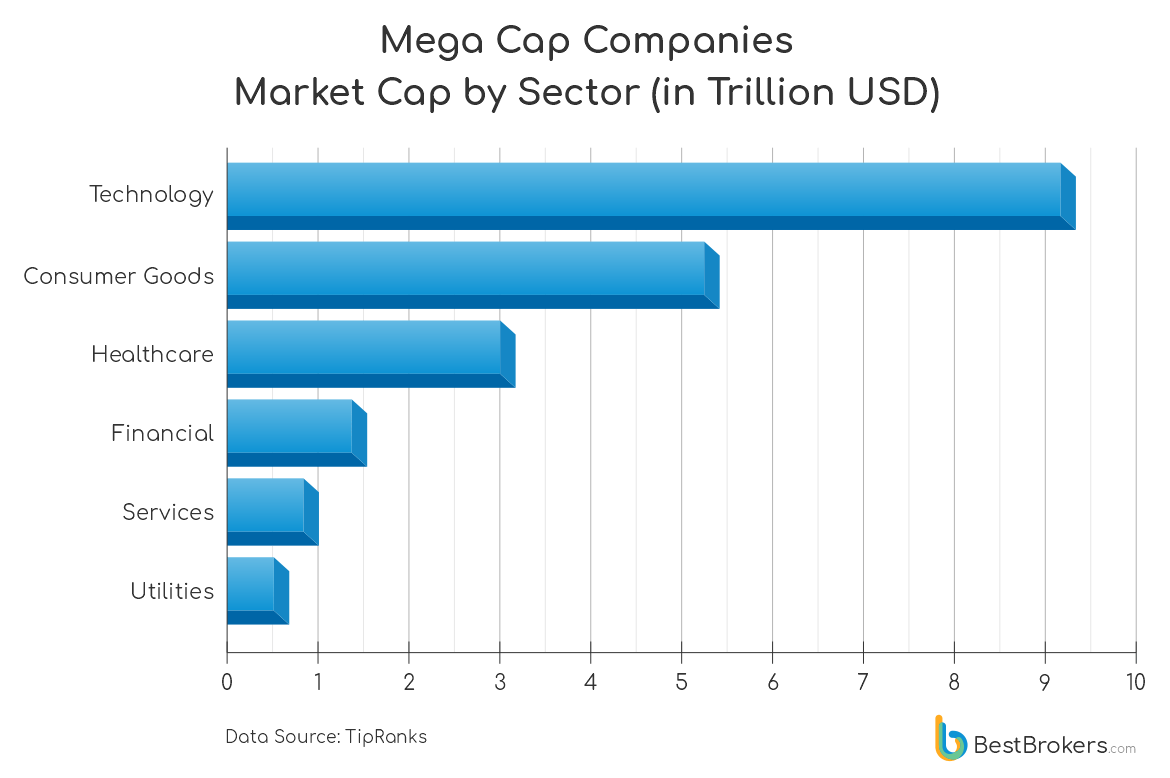 Mega Cap Companies
Market Cap by Sector (in Trillion USD)
Technology
Consumer Goods
Healthcare
Financial
Services
Utilities
0 1 2 3 4 5 6 7 8 9 10
Data Source: TipRanks
BestBrokers.com